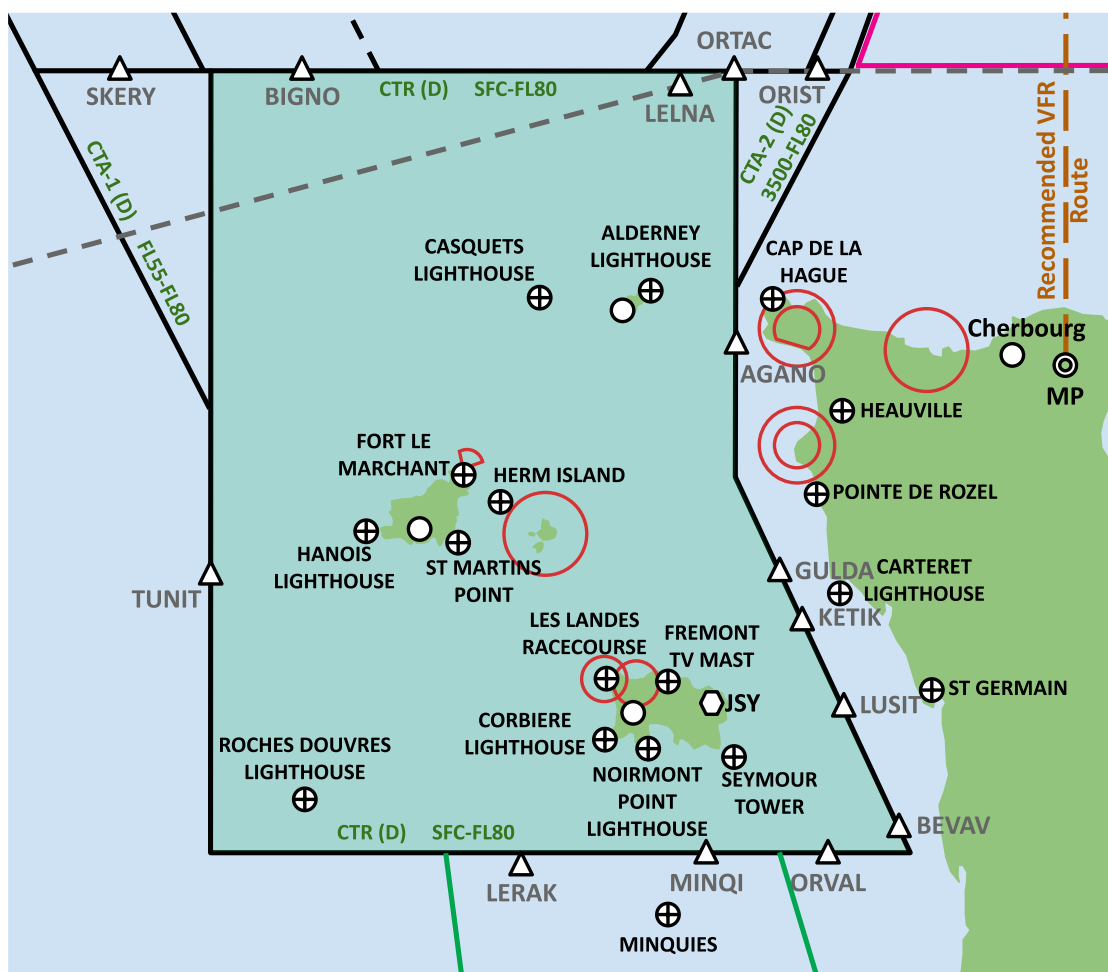 ORTAC
SKERY
BIGNO
CTR (D) SFC-FL80
LELNA
ORIST
CTA-1 (D) FL55-FL80
CTA-2 (D)
3500-FL80
Recommended VFR
Route
CASQUETS
LIGHTHOUSE
ALDERNEY
LIGHTHOUSE
CAP DE LA
HAGUE
Cherbourg
AGANO
MP
HEAUVILLE
FORT LE
MARCHANT
HERM ISLAND
POINTE DE ROZEL
HANOIS
LIGHTHOUSE
ST MARTINS
POINT
TUNIT
GULDA
CARTERET
LIGHTHOUSE
KETIK
LES LANDES
RACECOURSE
FREMONT
TV MAST
ST GERMAIN
JSY
LUSIT
CORBIERE
LIGHTHOUSE
ROCHES DOUVRES
LIGHTHOUSE
NOIRMONT
POINT
LIGHTHOUSE
SEYMOUR
TOWER
CTR (D) SFC-FL80
BEVAV
LERAK
MINQI
ORVAL
MINQUIES